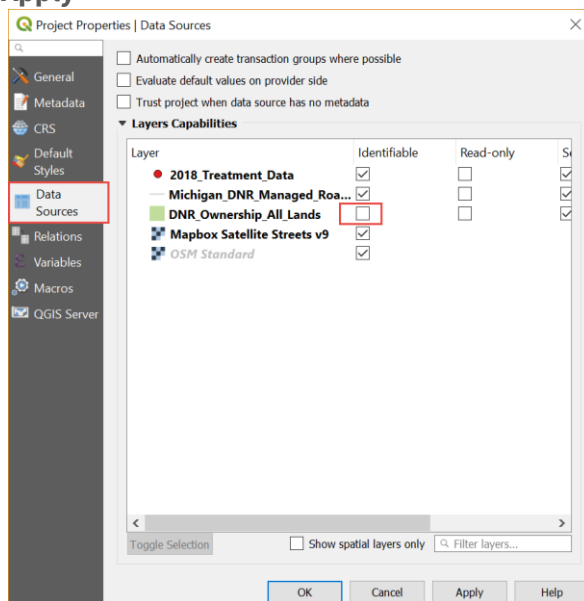 Apply
Project Properties | Data Sources
General
Metadata
CRS
Default
Styles
Data
Sources
Relations
Variables
Macros
QGIS Server
Automatically create transaction groups where possible
Evaluate default values on provider side
Trust project when data source has no metadata
Layers Capabilities
Layer Identifiable Read-only
2018_Treatment_Data
Michigan_DNR_Managed_Roa...
DNR_Ownership_All_Lands
Mapbox Satellite Streets v9
OSM Standard
Toggle Selection Show spatial layers only Filter layers...
OK Cancel Apply Help